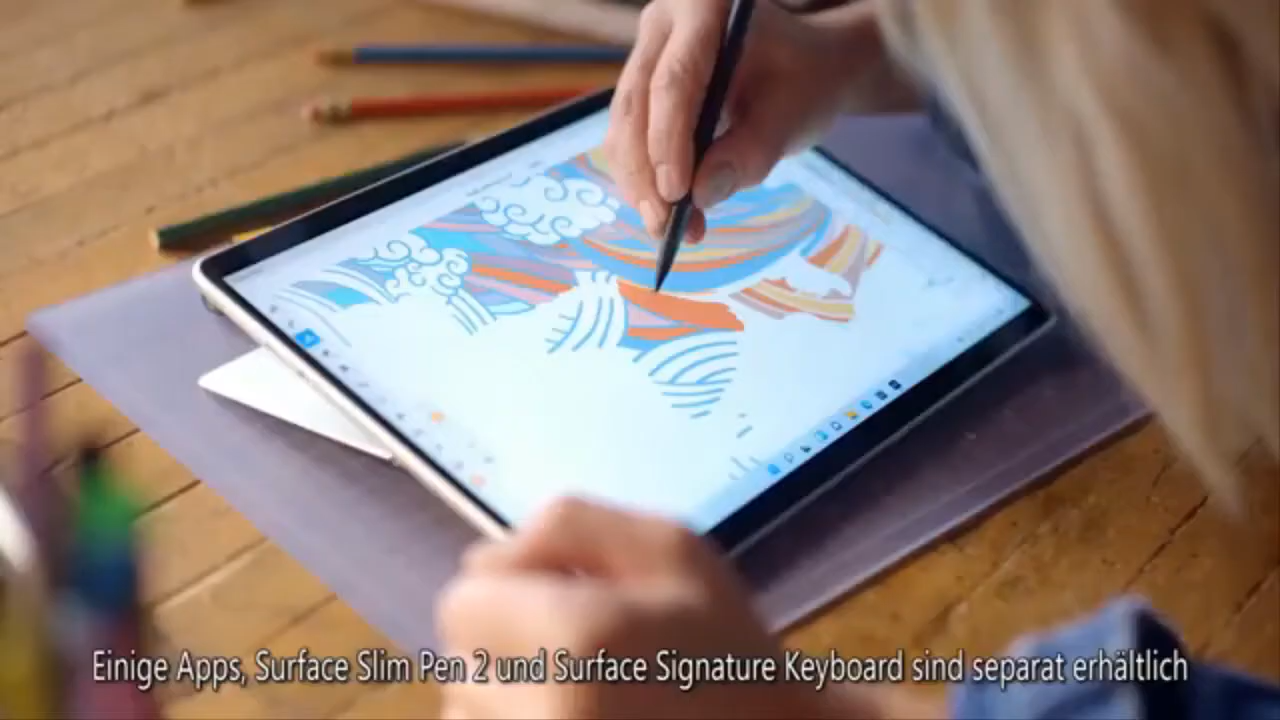 Einige Apps, Surface Slim Pen 2 und Surface Signature Keyboard sind separat erhältlich